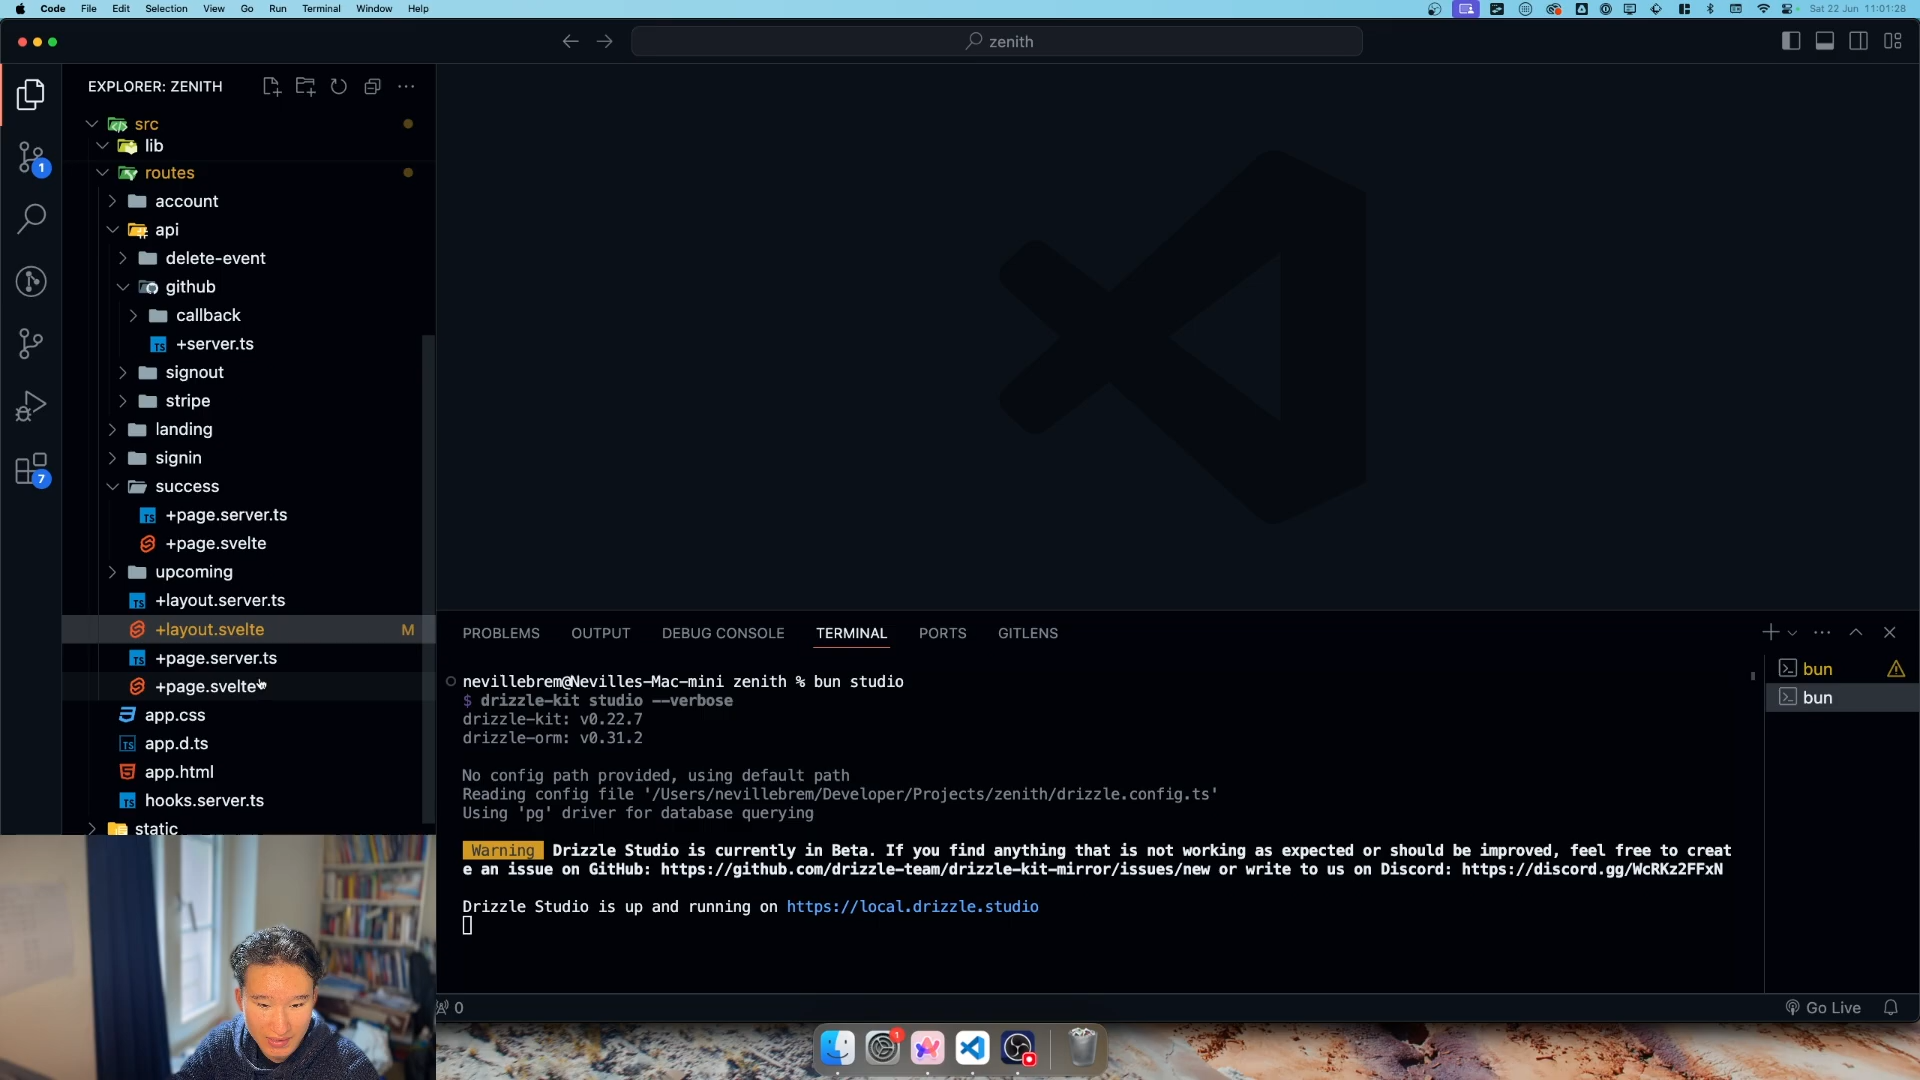 Code File Edit Selection View Go Run Terminal Window Help
Sat 22 Jun 11:01:28
zenith
EXPLORER: ZENITH
src
lib
routes
account
api
delete-event
github
callback
+server.ts
signout
stripe
landing
signin
success
+page.server.ts
+page.svelte
upcoming
+layout.server.ts
+layout.svelte M
+page.server.ts
+page.svelte
app.css
app.d.ts
app.html
hooks.server.ts
static
1
7
PROBLEMS OUTPUT DEBUG CONSOLE TERMINAL PORTS GITLENS
nevillebrem@Nevilles-Mac-mini zenith % bun studio
$ drizzle-kit studio --verbose
drizzle-kit: v0.22.7
drizzle-orm: v0.31.2
No config path provided, using default path
Reading config file '/Users/nevillebrem/Developer/Projects/zenith/drizzle.config.ts'
Using 'pg' driver for database querying
Warning Drizzle Studio is currently in Beta. If you find anything that is not working as expected or should be improved, feel free to creat
e an issue on GitHub: https://github.com/drizzle-team/drizzle-kit-mirror/issues/new or write to us on Discord: https://discord.gg/WcRKz2FFxN
Drizzle Studio is up and running on https://local.drizzle.studio
bun
bun
0
Go Live
1